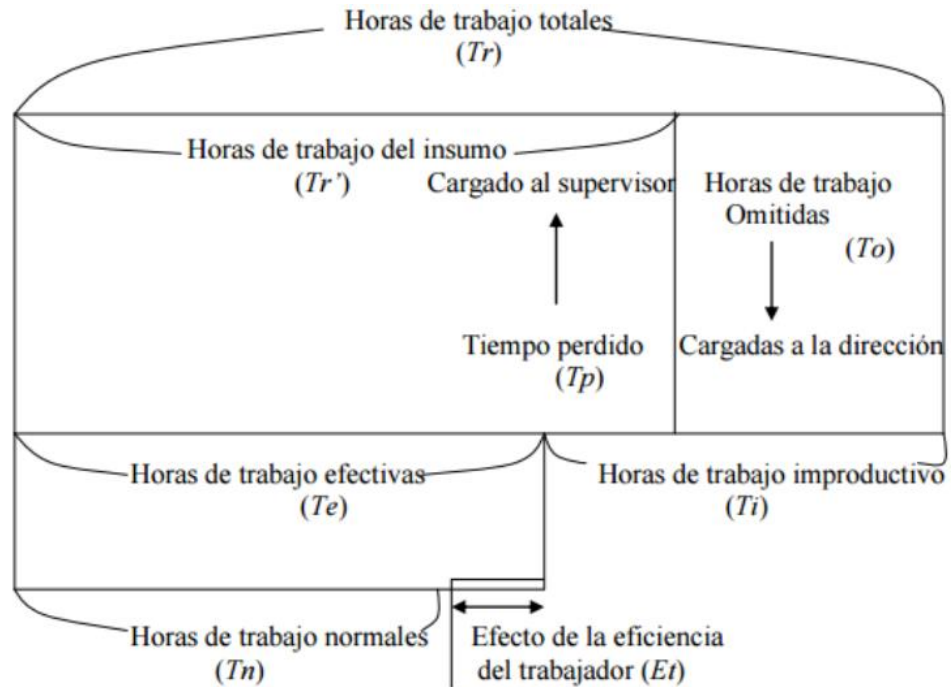 Horas de trabajo totales
(Tr)
Horas de trabajo del insumo
(Tr')
Cargado al supervisor
Horas de trabajo
Omitidas
(To)
Tiempo perdido
(Tp)
Cargadas a la dirección
Horas de trabajo efectivas
(Te)
Horas de trabajo improductivo
(Ti)
Horas de trabajo normales
(Tn)
Efecto de la eficiencia
del trabajador (Et)